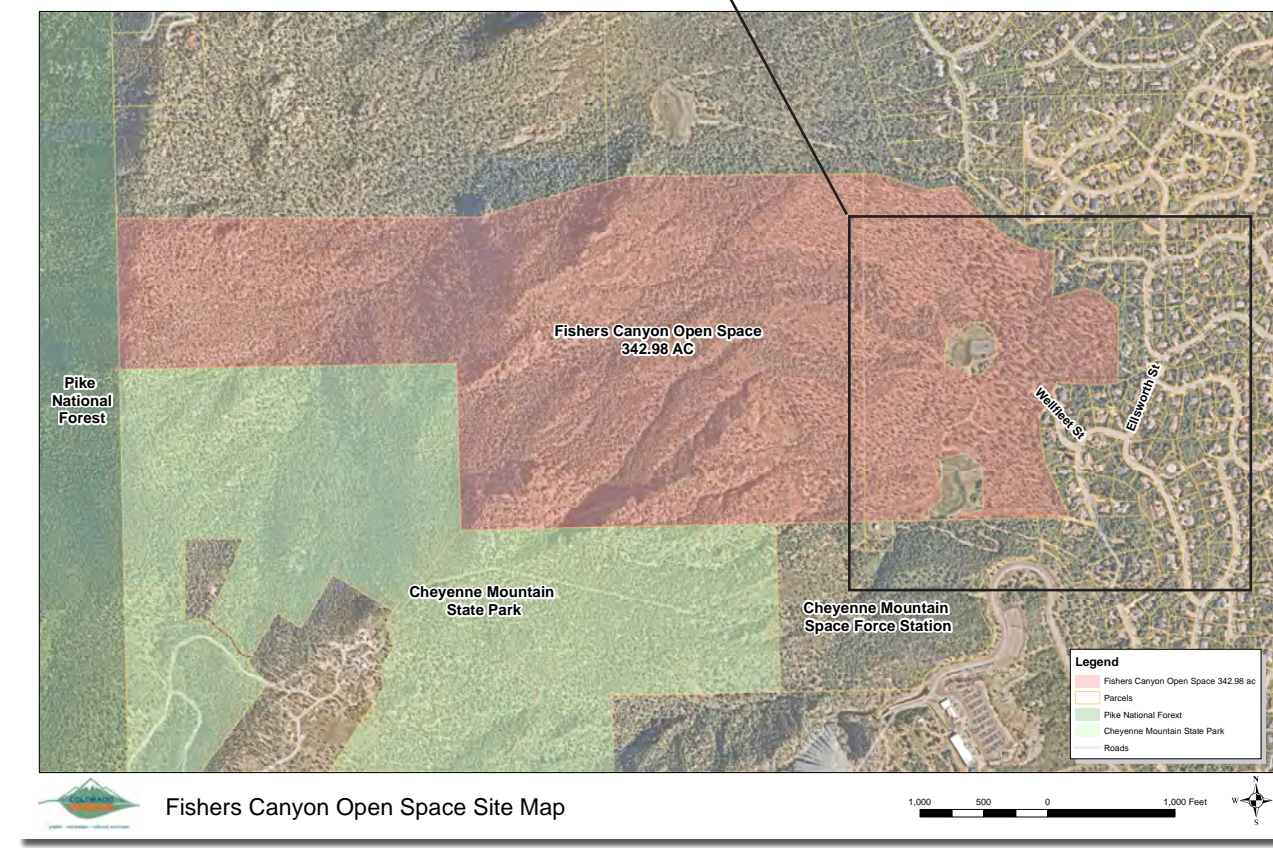 Fishers Canyon Open Space
342.98 AC
Pike
National
Forest
Wellfleet St
Ellsworth St
Cheyenne Mountain
State Park
Cheyenne Mountain
Space Force Station
Legend
Fishers Canyon Open Space 342.98 ac
Parcels
Pike National Forext
Cheyenne Mountain State Park
Roads
COLORADO
Fishers Canyon Open Space Site Map
1,000 500 0 1,000 Feet
N
W
S